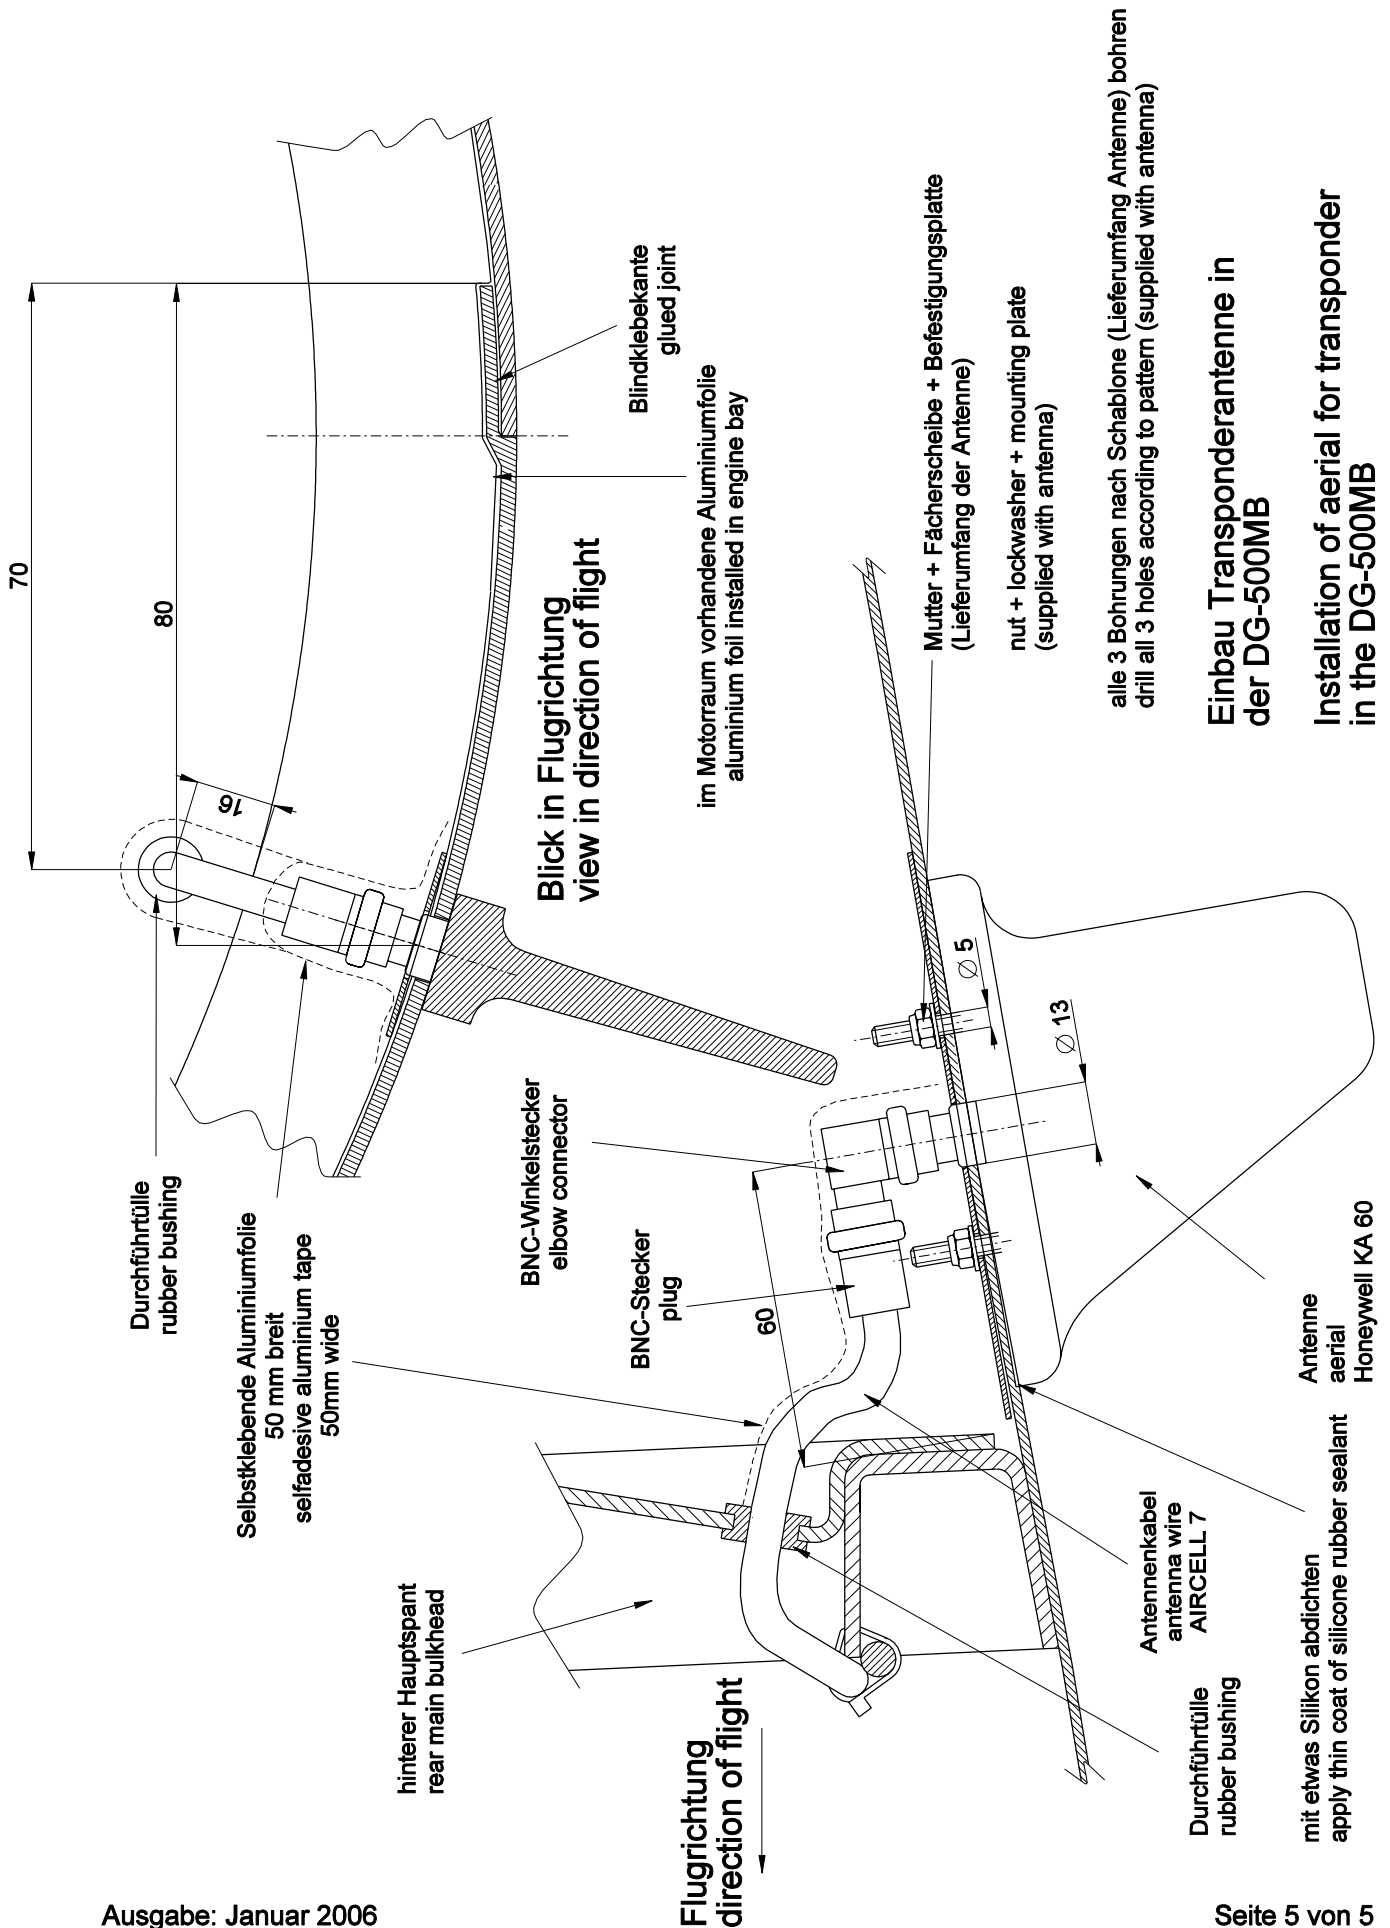 70
80
16
Durchführtülle
rubber bushing
Selbstklebende Aluminiumfolie
50 mm breit
selfadesive aluminium tape
50mm wide
Blindklebekante
glued joint
Blick in Flugrichtung
view in direction of flight
im Motorraum vorhandene Aluminiumfolie
aluminium foil installed in engine bay
hinterer Hauptspant
rear main bulkhead
BNC-Winkelstecker
elbow connector
BNC-Stecker
plug
60
Flugrichtung
direction of flight
Mutter + Fächerscheibe + Befestigungsplatte
(Lieferumfang der Antenne)
nut + lockwasher + mounting plate
(supplied with antenna)
∅ 5
∅ 13
alle 3 Bohrungen nach Schablone (Lieferumfang Antenne) bohren
drill all 3 holes according to pattern (supplied with antenna)
Antennenkabel
antenna wire
AIRCELL 7
Durchführtülle
rubber bushing
Antenne
aerial
Honeywell KA 60
mit etwas Silikon abdichten
apply thin coat of silicone rubber sealant
Einbau Transponderantenne in
der DG-500MB
Installation of aerial for transponder
in the DG-500MB
Ausgabe: Januar 2006
Seite 5 von 5